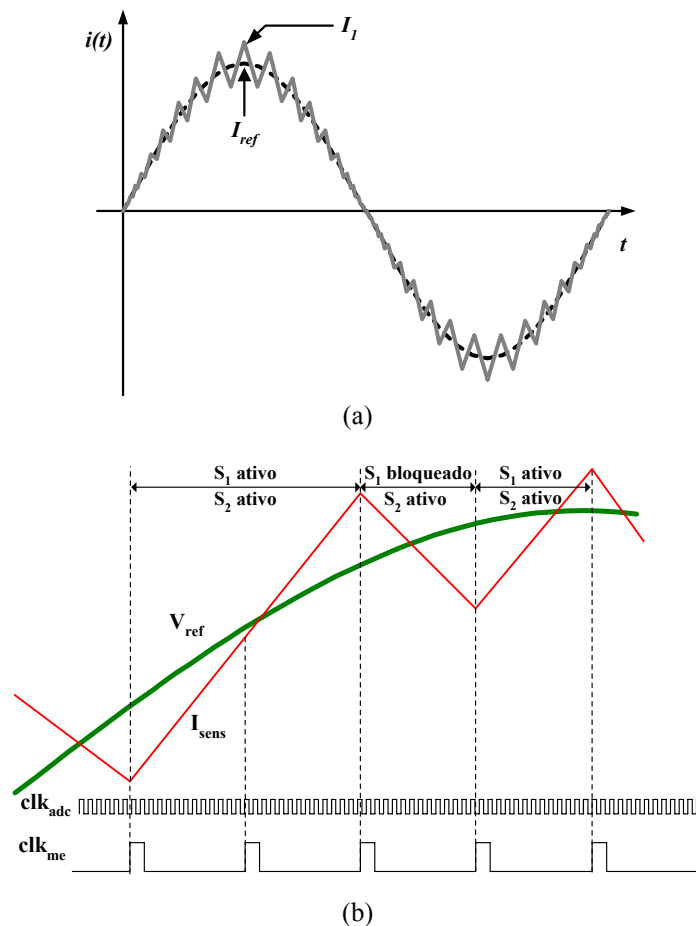 i(t)
I1
Iref
t
(a)
S1 ativo S1 bloqueado S1 ativo
S2 ativo S2 ativo S2 ativo
Vref
Isens
clkadc
clkme
(b)